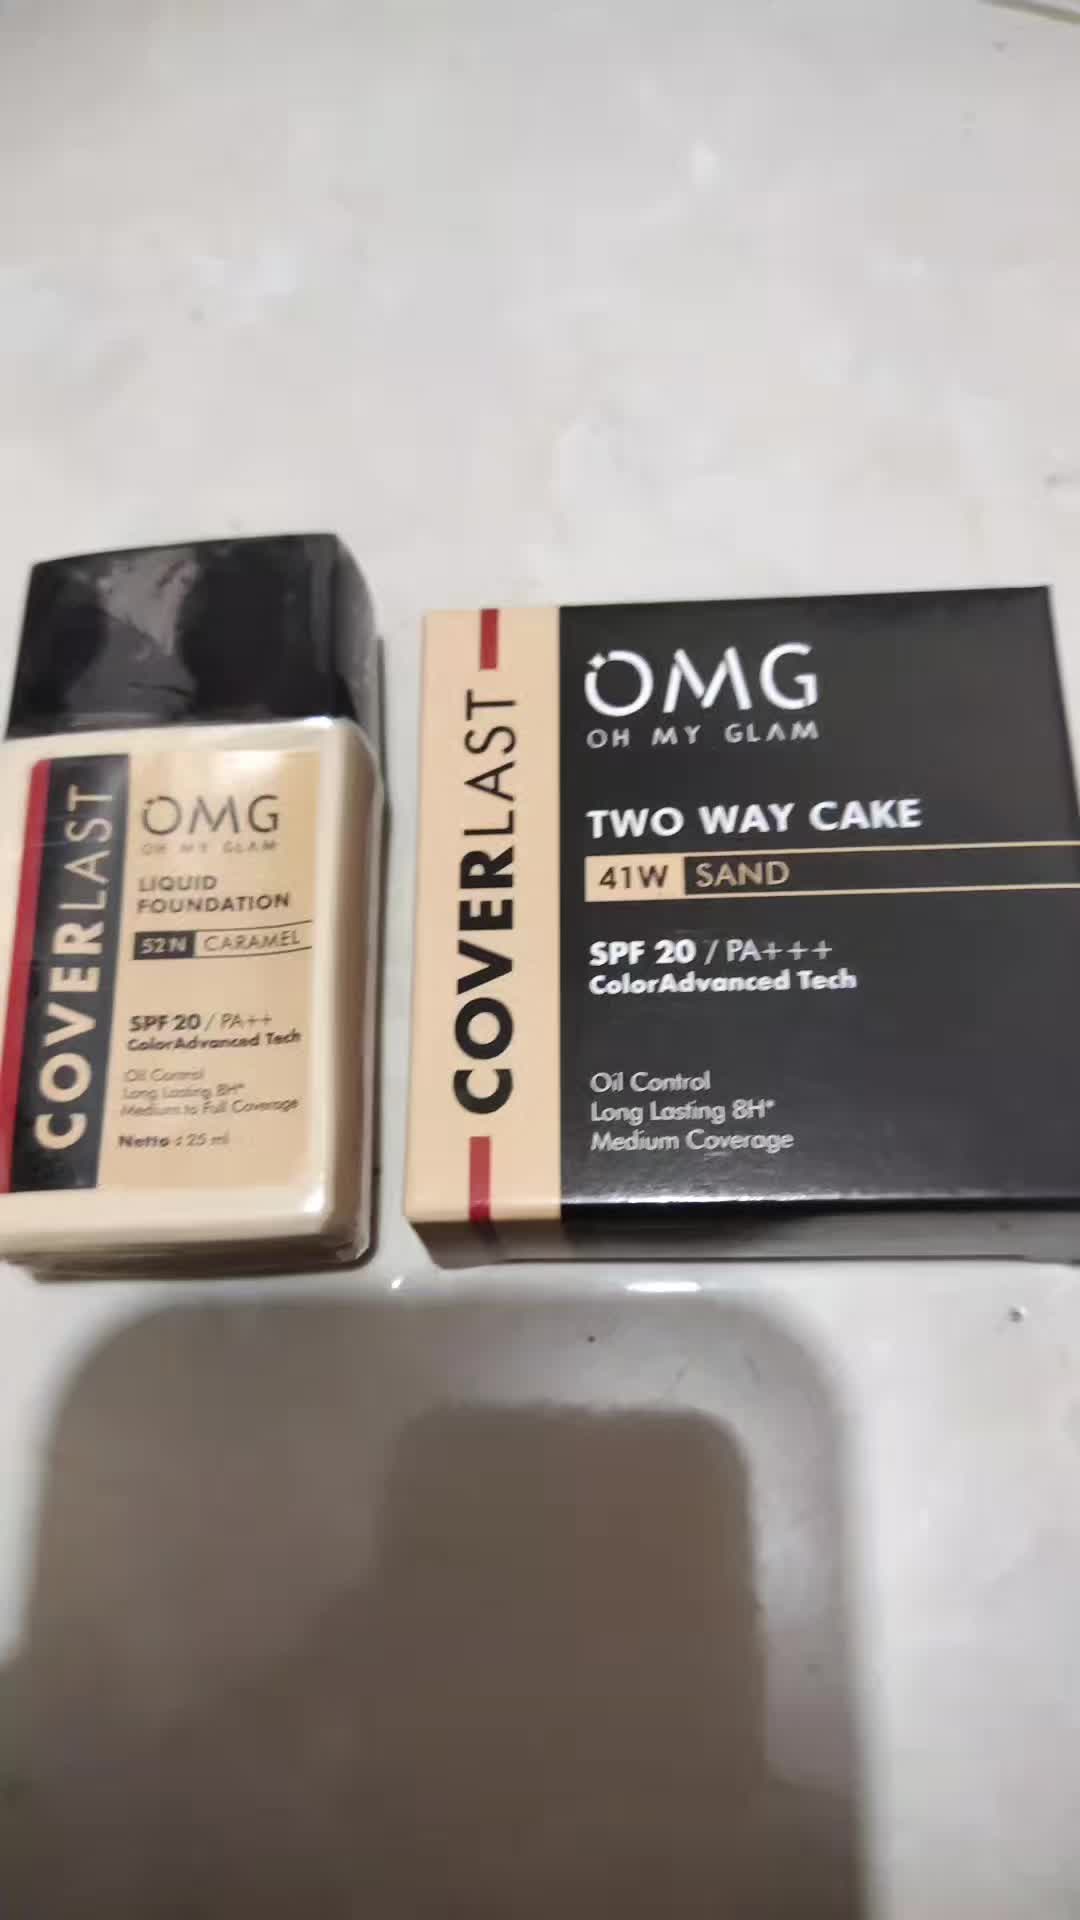 COVERLAST
OMG
OH MY GLAM
LIQUID
FOUNDATION
52N CARAMEL
SPF 20 / PA++
ColorAdvanced Tech
Oil Control
Long Lasting 8H*
Medium to Full Coverage
Netto : 25 ml
COVERLAST
OMG
OH MY GLAM
TWO WAY CAKE
41W SAND
SPF 20 / PA+++
ColorAdvanced Tech
Oil Control
Long Lasting 8H*
Medium Coverage